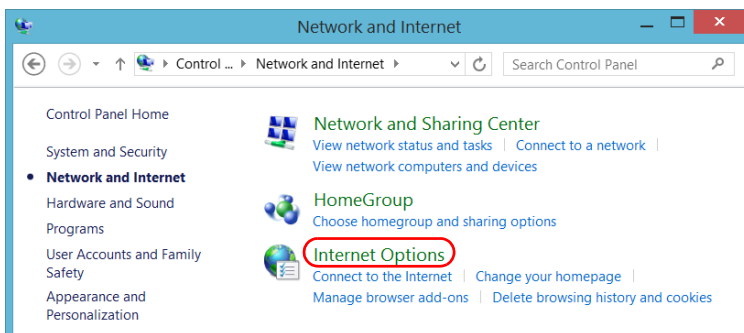 Network and Internet
Control ... Network and Internet
Search Control Panel
Control Panel Home
System and Security
Network and Internet
Hardware and Sound
Programs
User Accounts and Family
Safety
Appearance and
Personalization
Network and Sharing Center
View network status and tasks | Connect to a network |
View network computers and devices
HomeGroup
Choose homegroup and sharing options
Internet Options
Connect to the Internet | Change your homepage |
Manage browser add-ons | Delete browsing history and cookies